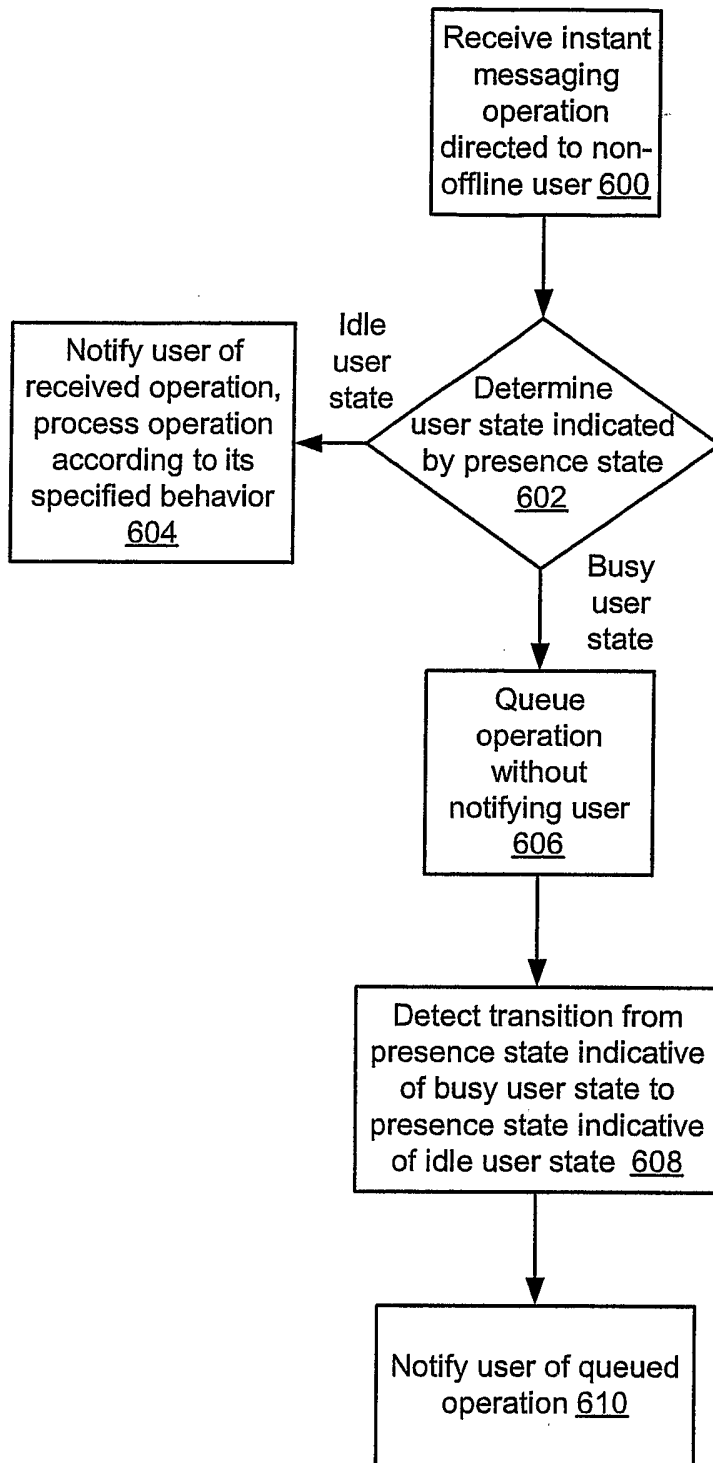 Receive instant
messaging
operation
directed to non-
offline user 600
Idle
user
state
Notify user of
received operation,
process operation
according to its
specified behavior
604
Determine
user state indicated
by presence state
602
Busy
user
state
Queue
operation
without
notifying user
606
Detect transition from
presence state indicative
of busy user state to
presence state indicative
of idle user state 608
Notify user of queued
operation 610